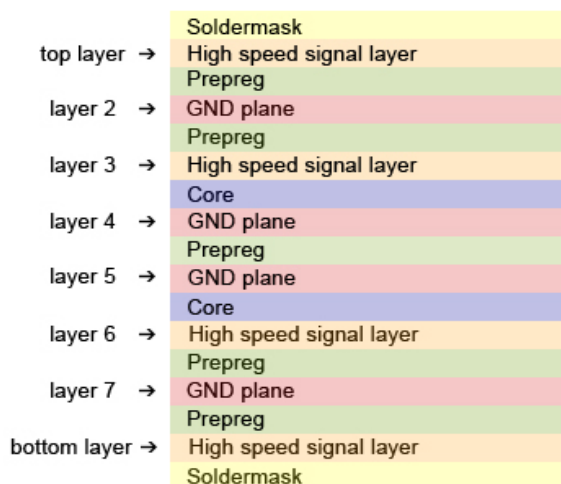 Soldermask
top layer → High speed signal layer
Prepreg
layer 2 → GND plane
Prepreg
layer 3 → High speed signal layer
Core
layer 4 → GND plane
Prepreg
layer 5 → GND plane
Core
layer 6 → High speed signal layer
Prepreg
layer 7 → GND plane
Prepreg
bottom layer → High speed signal layer
Soldermask